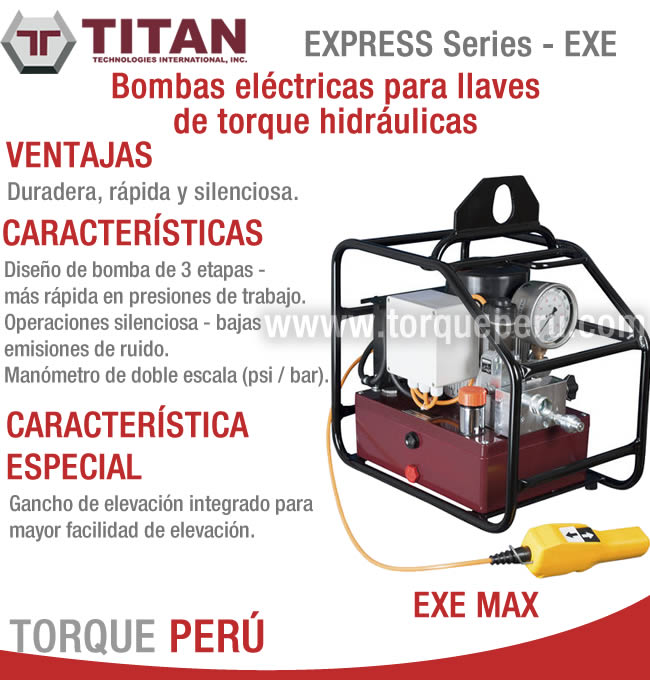 TITAN
TECHNOLOGIES INTERNATIONAL, INC.
EXPRESS Series - EXE
Bombas eléctricas para llaves
de torque hidráulicas
VENTAJAS
Duradera, rápida y silenciosa.
CARACTERÍSTICAS
Diseño de bomba de 3 etapas -
más rápida en presiones de trabajo.
Operaciones silenciosa - bajas
emisiones de ruido.
Manómetro de doble escala (psi / bar).
www.torqueperu.com
CARACTERÍSTICA
ESPECIAL
Gancho de elevación integrado para
mayor facilidad de elevación.
EXE MAX
TORQUE PERÚ